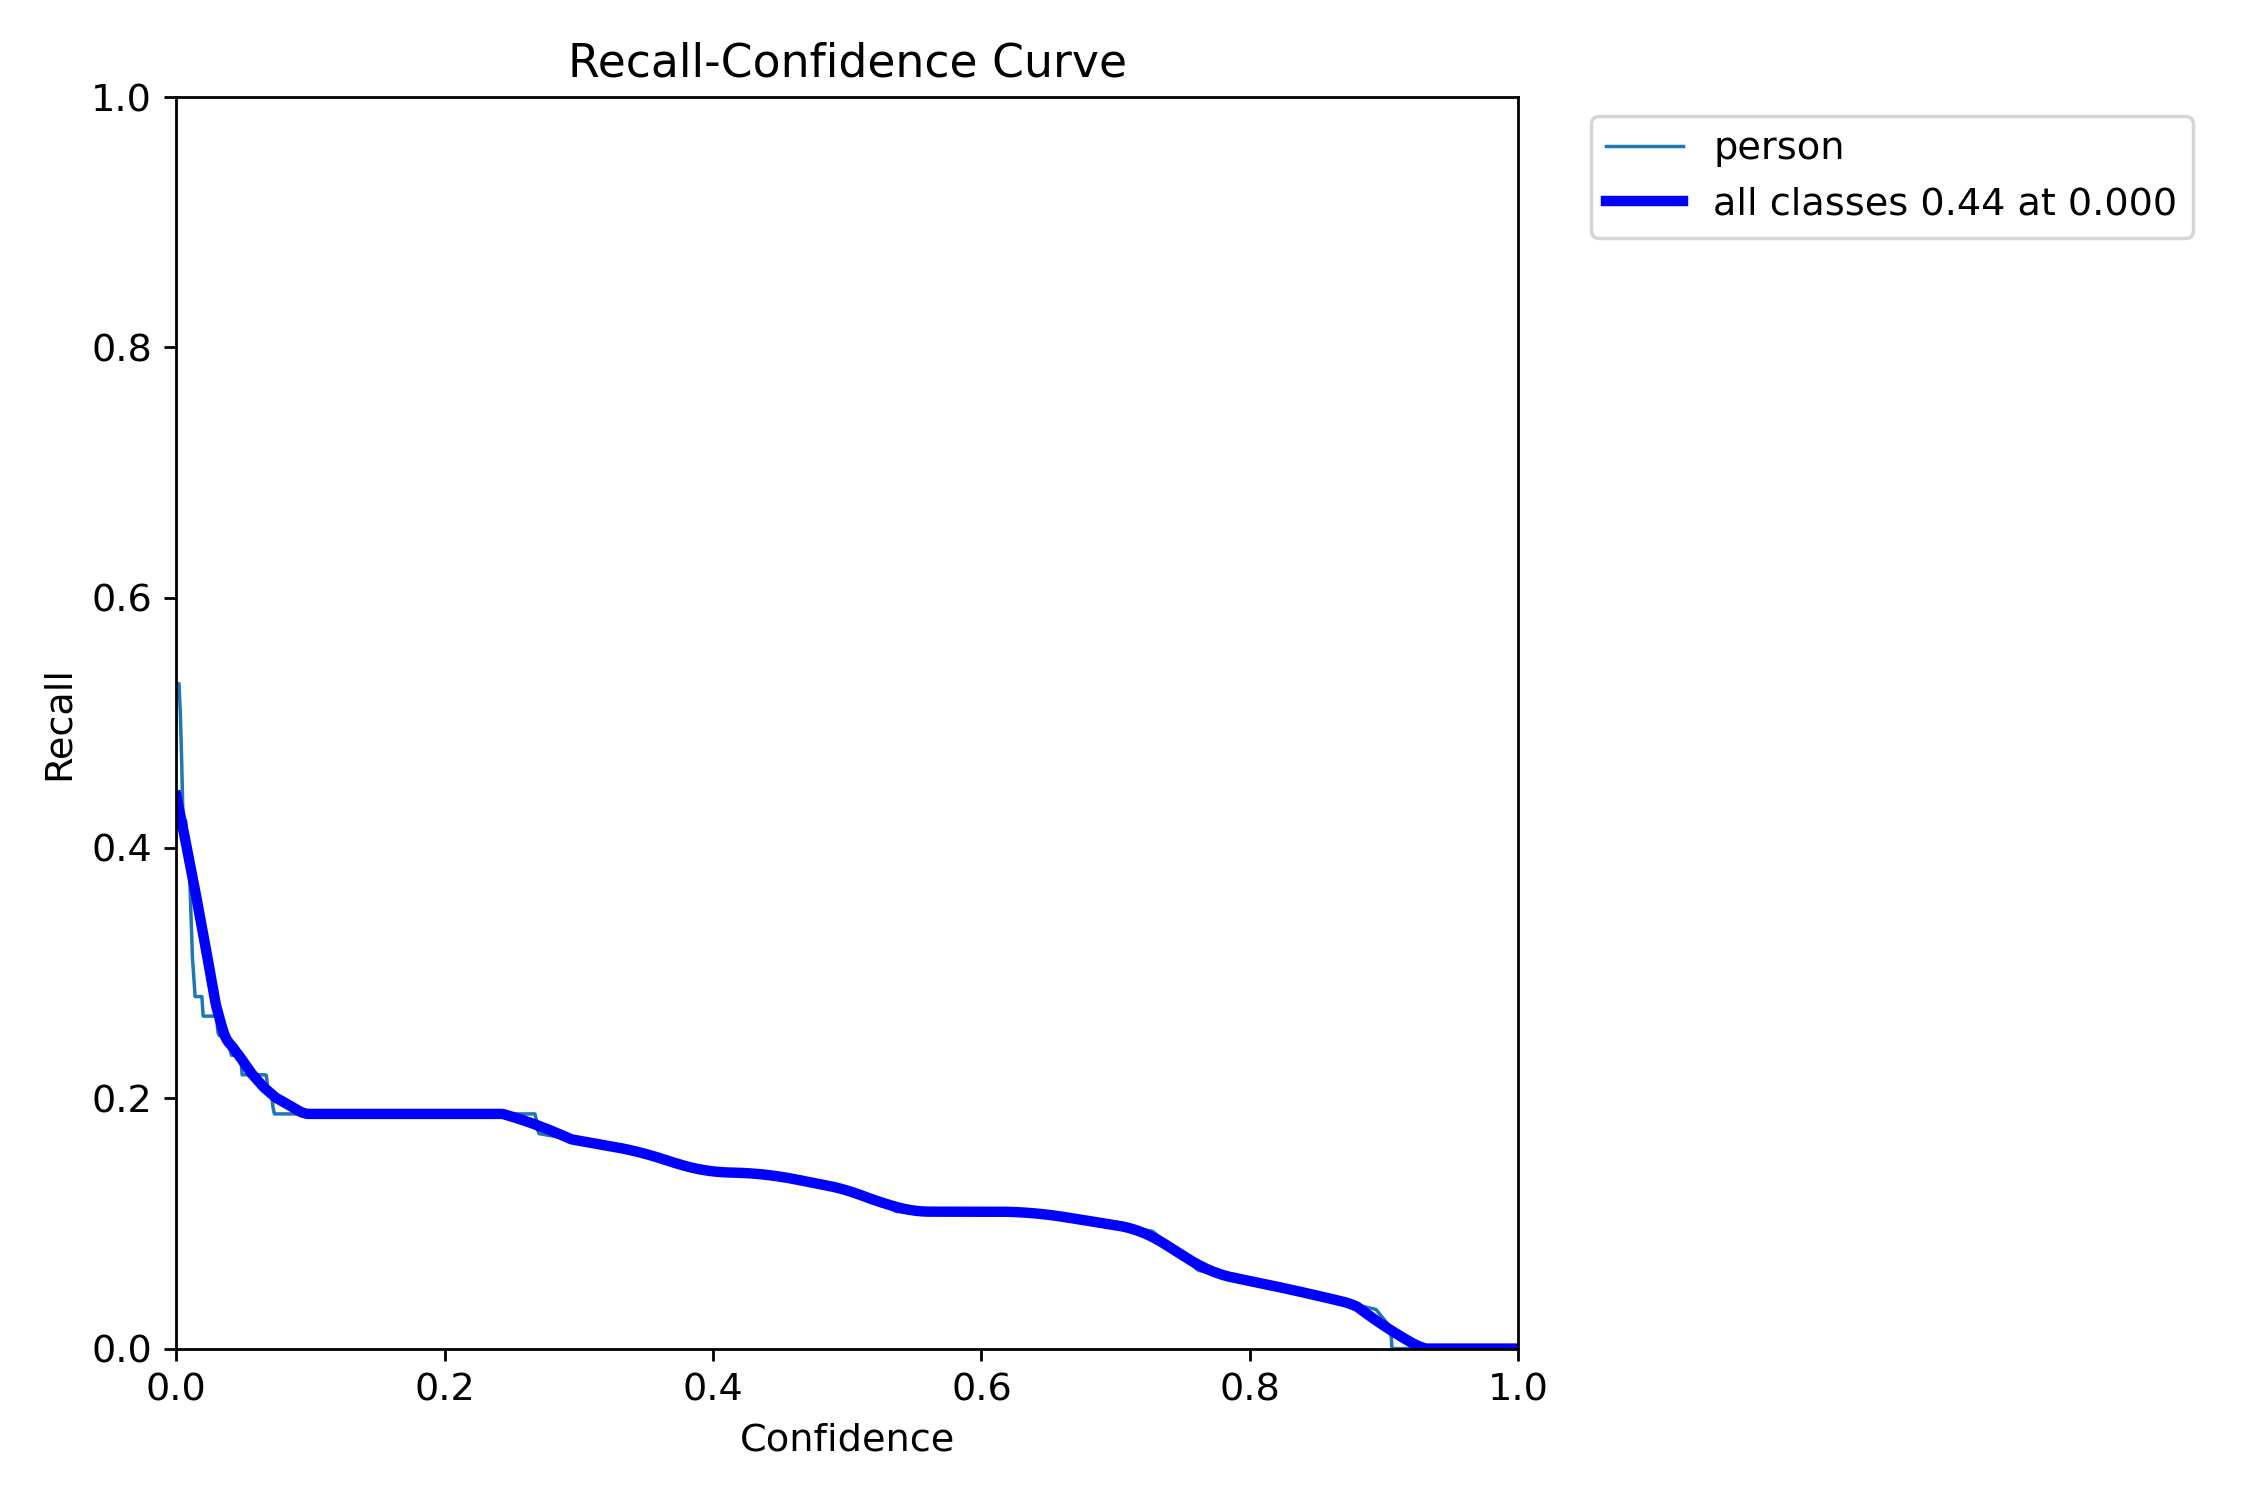 Recall-Confidence Curve
1.0
0.8
0.6
0.4
0.2
0.0
Recall
0.0 0.2 0.4 0.6 0.8 1.0
Confidence
person
all classes 0.44 at 0.000